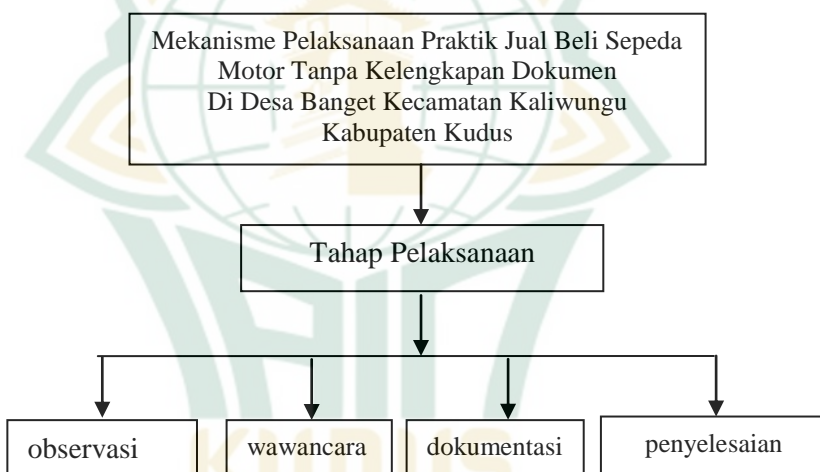 Mekanisme Pelaksanaan Praktik Jual Beli Sepeda
Motor Tanpa Kelengkapan Dokumen
Di Desa Banget Kecamatan Kaliwungu
Kabupaten Kudus
Tahap Pelaksanaan
observasi
wawancara
dokumentasi
penyelesaian
KUDUS